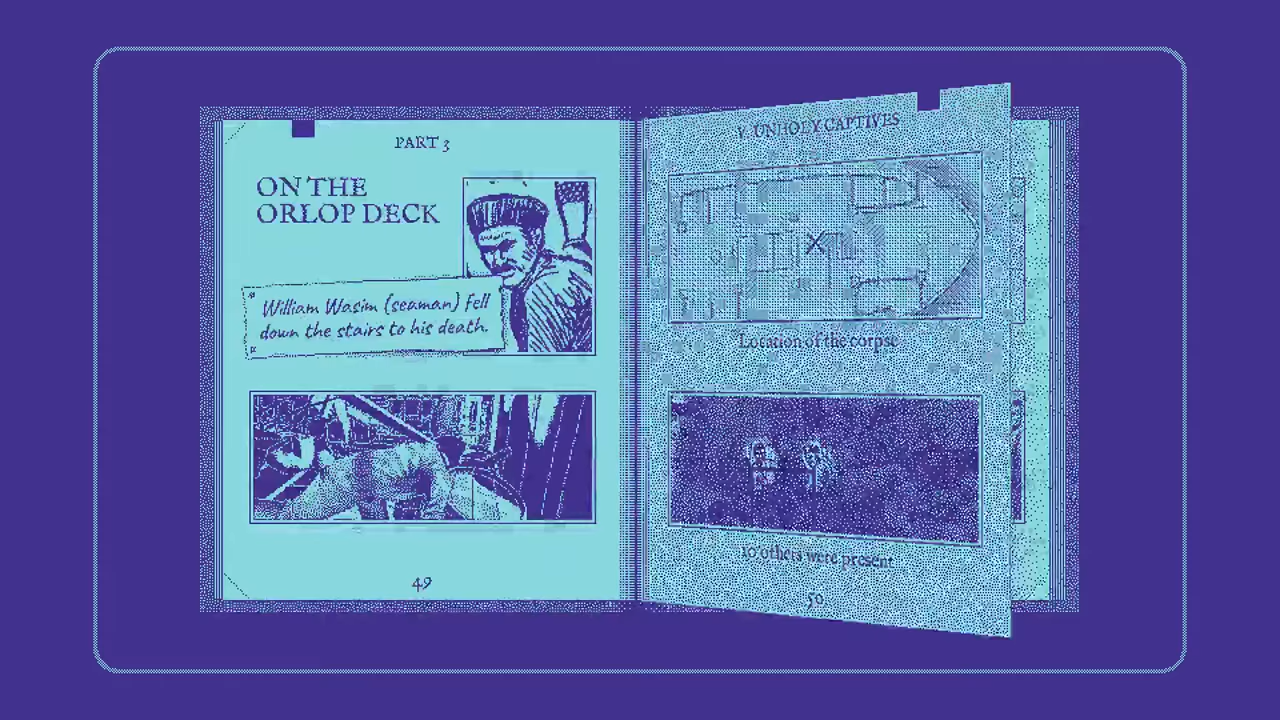 PART 3
ON THE
ORLOP DECK
William Wasim (seaman) fell
down the stairs to his death.
49
V UNHOLY CAPTIVES
Location of the corpse
10 others were present
50